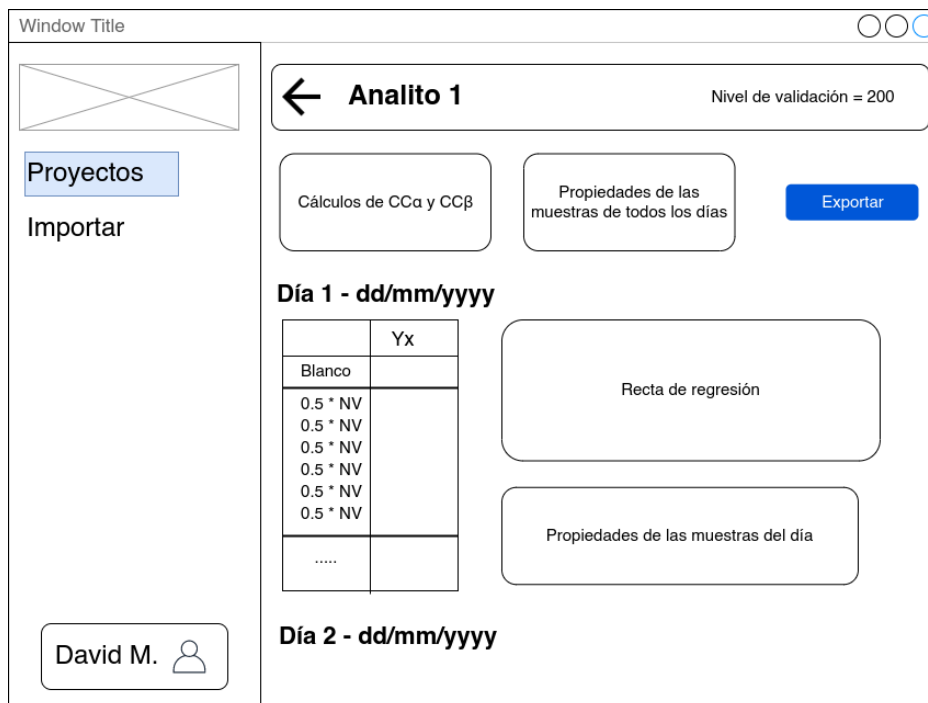 Window Title
Proyectos
Importar
David M.
Analito 1
Nivel de validación = 200
Cálculos de CCα y CCβ
Propiedades de las
muestras de todos los días
Exportar
Día 1 - dd/mm/yyyy
Yx
Blanco
0.5 * NV
0.5 * NV
0.5 * NV
0.5 * NV
0.5 * NV
0.5 * NV
.....
Recta de regresión
Propiedades de las muestras del día
Día 2 - dd/mm/yyyy